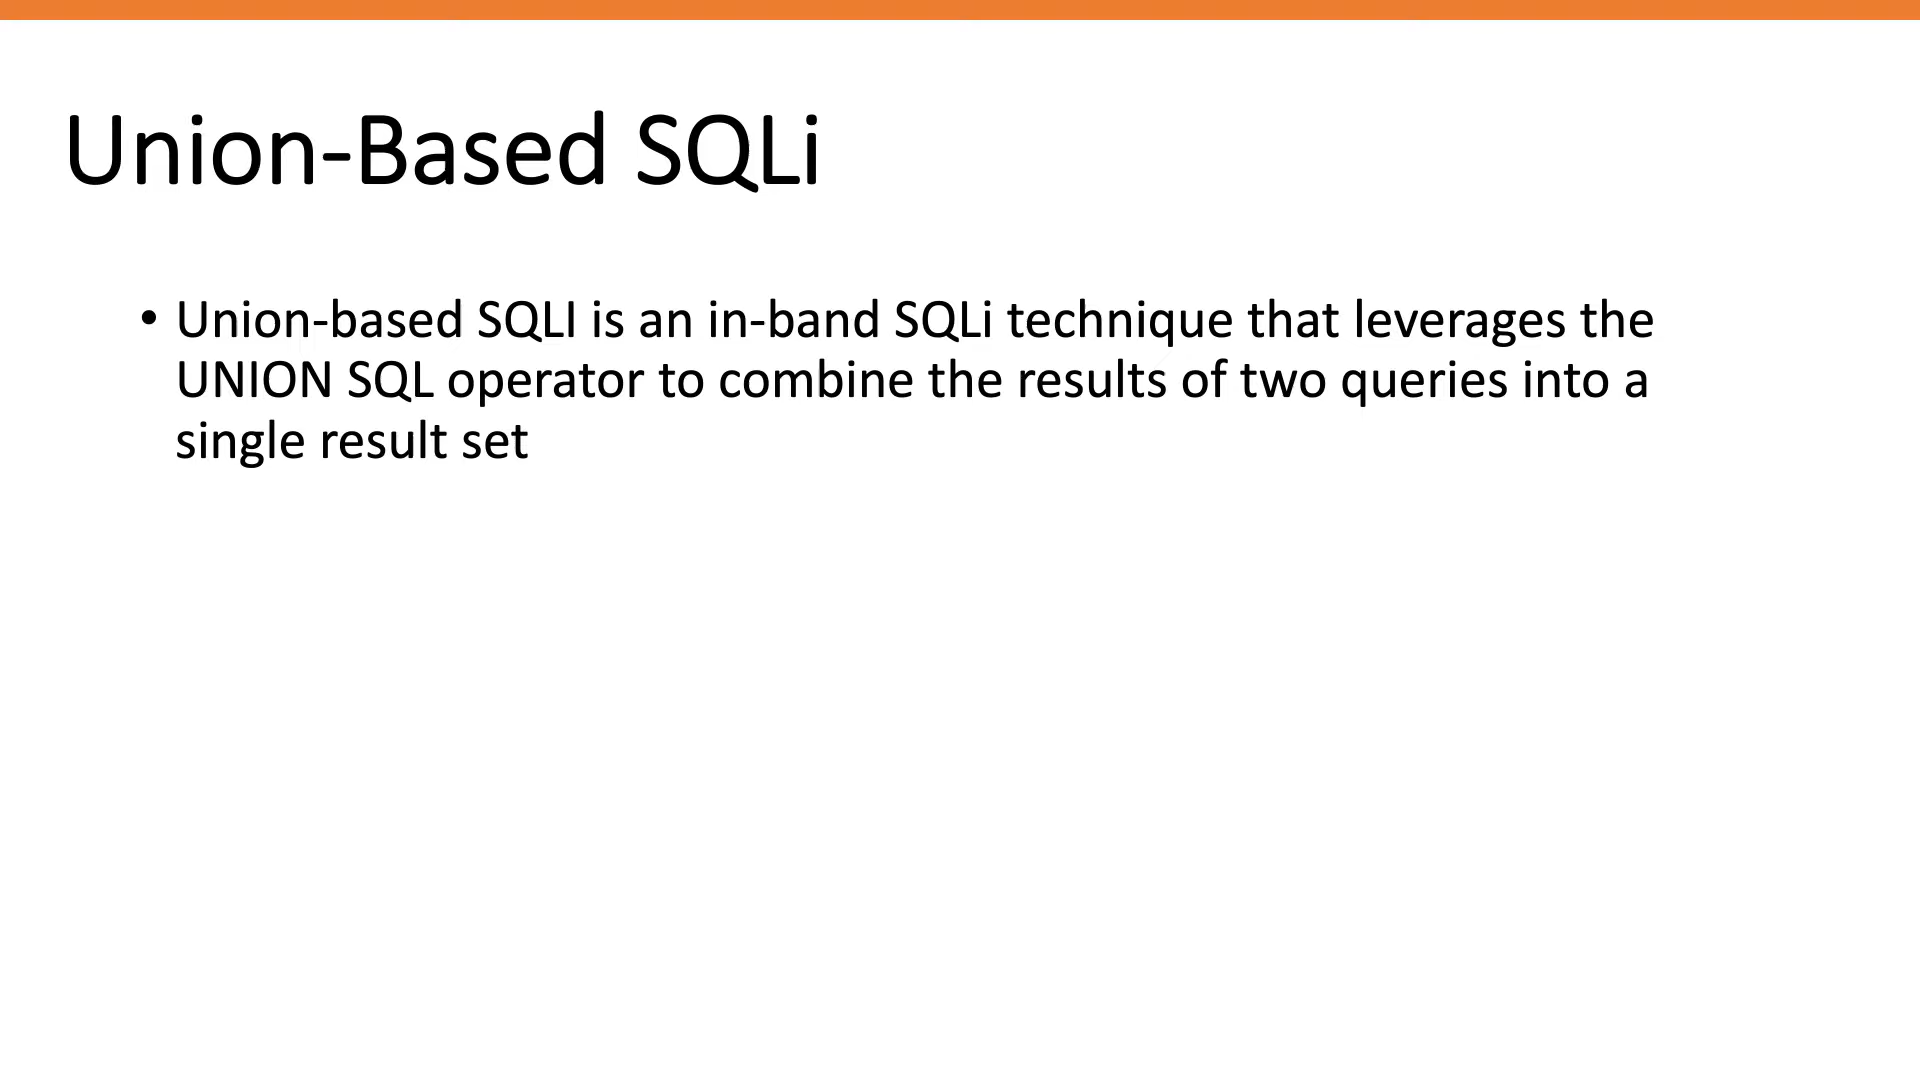 Union-Based SQLi
• Union-based SQLI is an in-band SQLi technique that leverages the
UNION SQL operator to combine the results of two queries into a
single result set